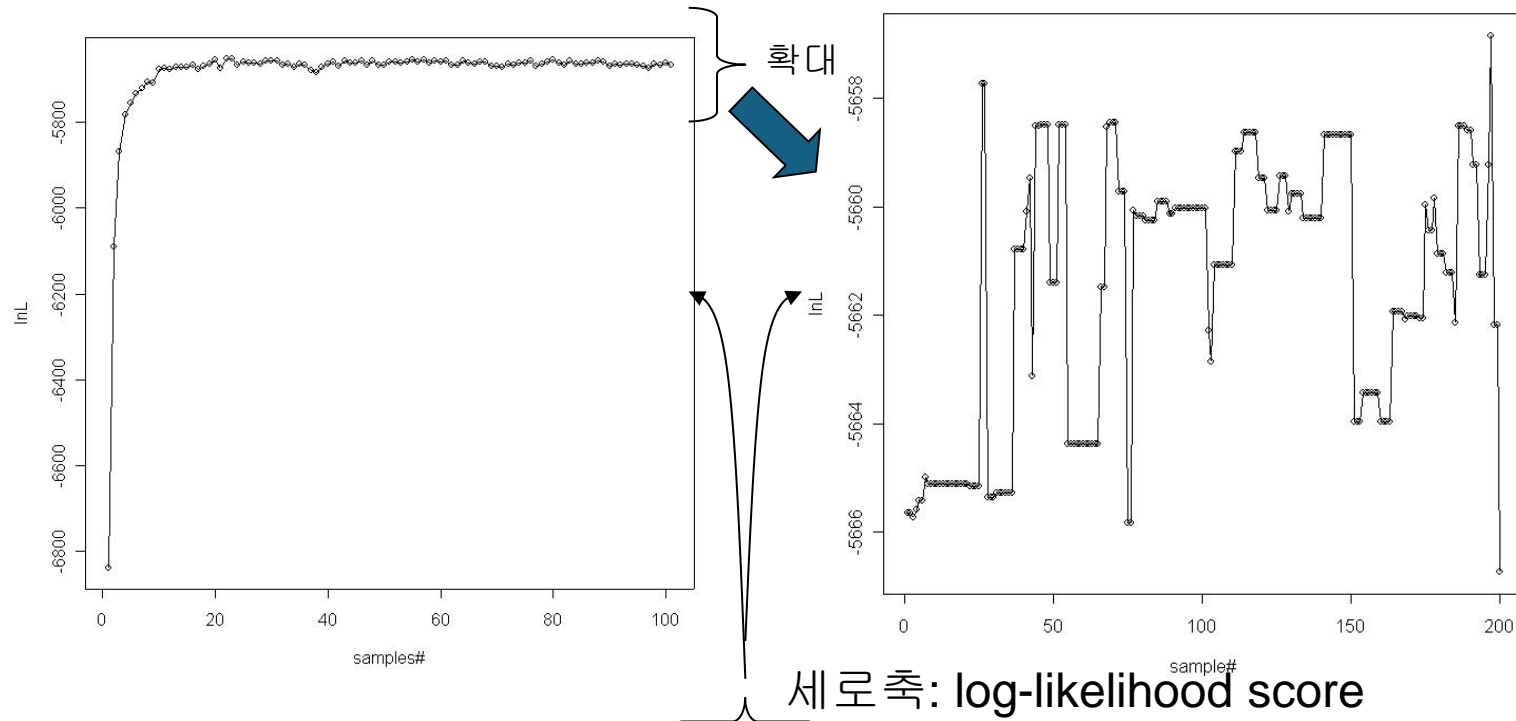 확대
-5800
-6000
-6200
-6400
-6600
-6800
lnL
0 20 40 60 80 100
samples#
-5658
-5660
-5662
-5664
-5666
lnL
0 50 100 150 200
sample#
세로축: log-likelihood score